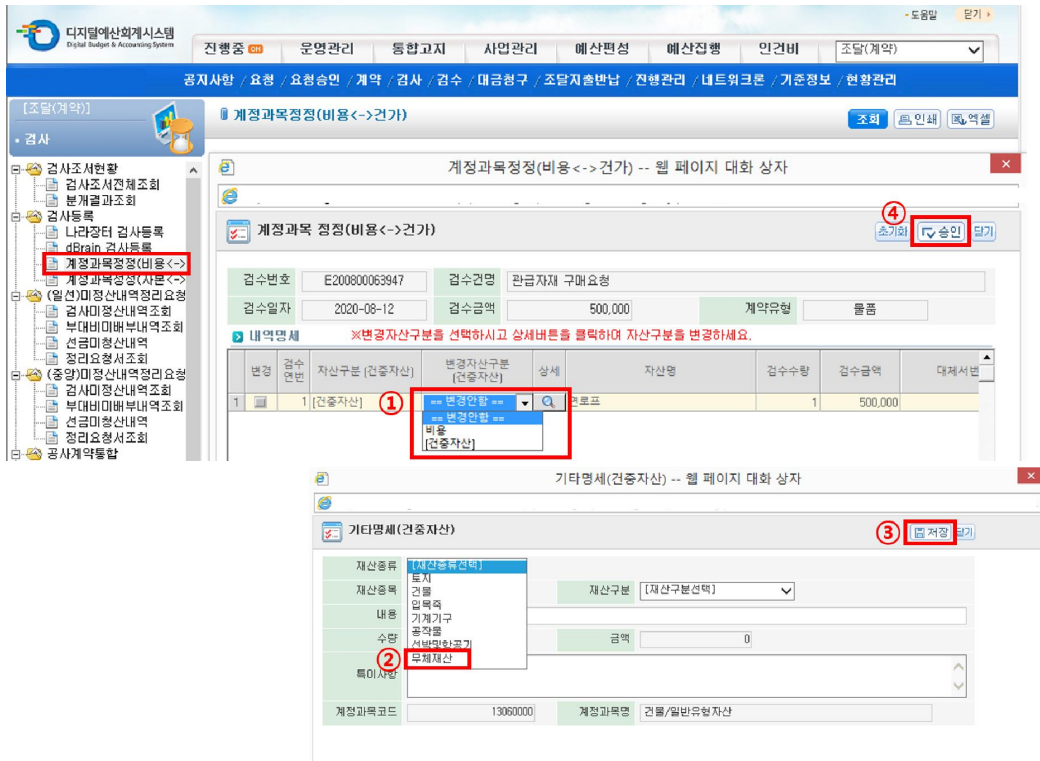 도움말 닫기
디지털예산회계시스템
Digital Budget & Accounting System
진행중 ON 운영관리 통합고지 사업관리 예산편성 예산집행 인건비 조달(계약)
공지사항 / 요청 / 요청승인 / 계약 / 검사 / 검수 / 대금청구 / 조달지출반납 / 진행관리 / 네트워크론 / 기준정보 / 현황관리
[조달(계약)]
검사
계정과목정정(비용<->건가)
조회 인쇄 엑셀
검사조서현황
검사조서전체조회
분개결과조회
검사등록
나라장터 검사등록
dBrain 검사등록
계정과목정정(비용<->
계정과목정정(자본<->
(일선)미정산내역정리요청
검사미정산내역조회
부대비미배부내역조회
선급미청산내역
정리요청서조회
(중앙)미정산내역정리요청
검사미정산내역조회
부대비미배부내역조회
선금미청산내역
정리요청서조회
공사계약통합
계정과목정정(비용<->건가) -- 웹 페이지 대화 상자
계정과목 정정(비용<->건가)
④
초기화 승인 닫기
검수번호 E200800063947 검수건명 관급자재 구매요청
검수일자 2020-08-12 검수금액 500,000 계약유형 물품
내역명세 ※변경자산구분을 선택하시고 상세버튼을 클릭하여 자산구분을 변경하세요.
변경 검수연번 자산구분 [건중자산] 변경자산구분 [건중자산] 상세 자산명 검수수량 검수금액 대체서번
1 1 [건중자산] ① == 변경안함 == 면로프 1 500,000
== 변경안함 ==
비용
[건중자산]
기타명세(건중자산) -- 웹 페이지 대화 상자
기타명세(건중자산)
③ 저장 닫기
재산종류 [재산종류선택]
토지
건물
입목죽
기계기구
공작물
선박및항공기
② 무체재산
재산종목 재산구분 [재산구분선택]
내용
수량 금액 0
특이사항
계정과목코드 13060000 계정과목명 건물/일반유형자산